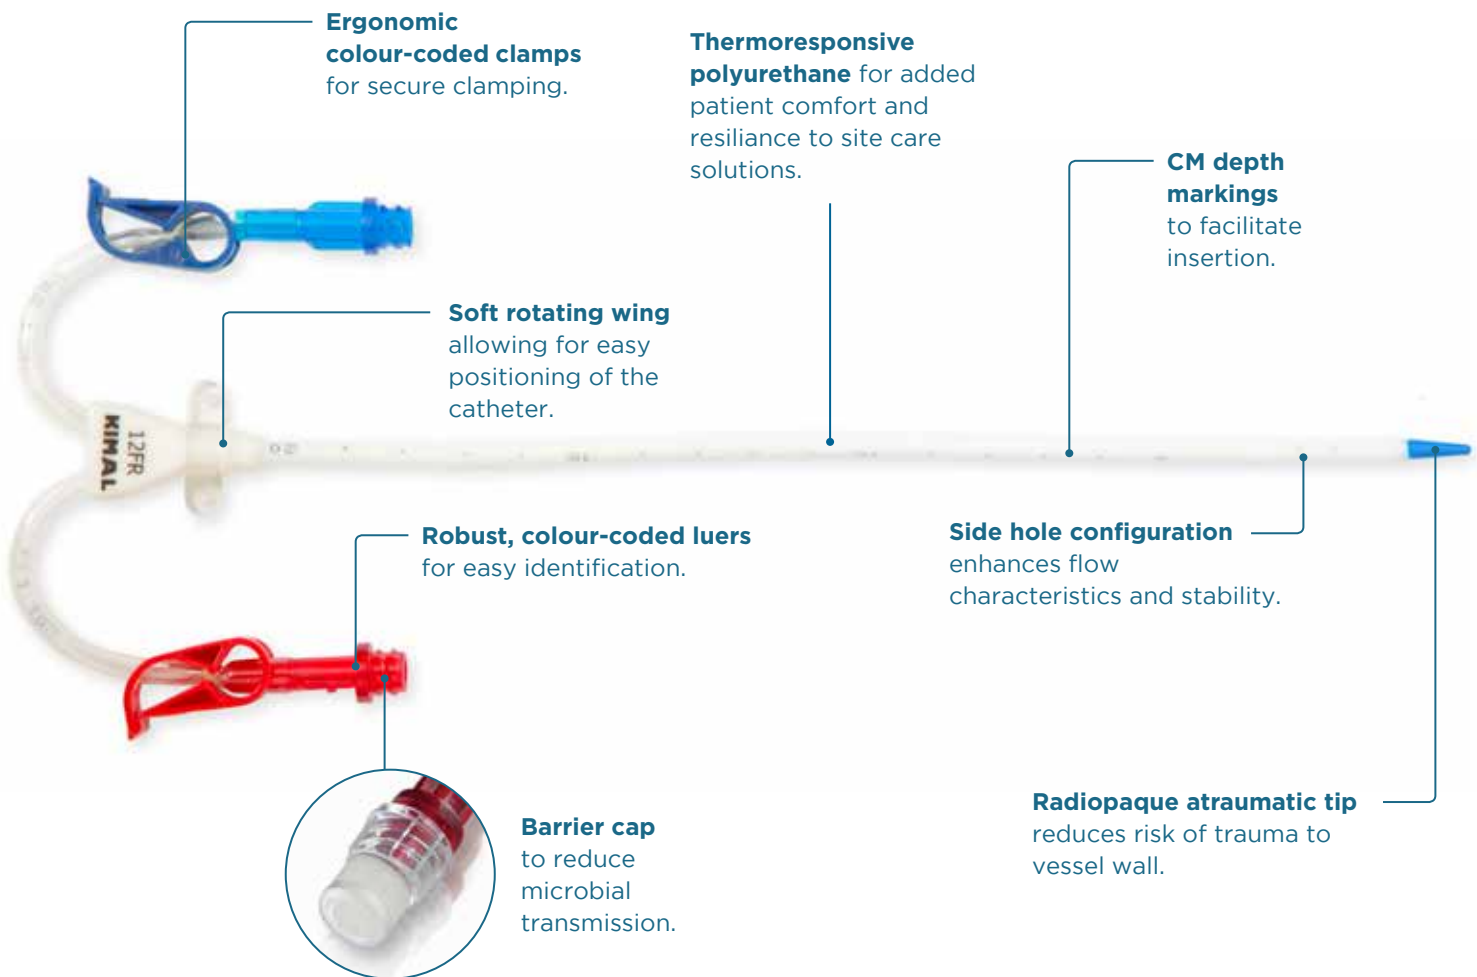 Ergonomic
colour-coded clamps
for secure clamping.
Thermoresponsive
polyurethane for added
patient comfort and
resiliance to site care
solutions.
CM depth
markings
to facilitate
insertion.
Soft rotating wing
allowing for easy
positioning of the
catheter.
12FR
KIMAL
Robust, colour-coded luers
for easy identification.
Side hole configuration
enhances flow
characteristics and stability.
Barrier cap
to reduce
microbial
transmission.
Radiopaque atraumatic tip
reduces risk of trauma to
vessel wall.